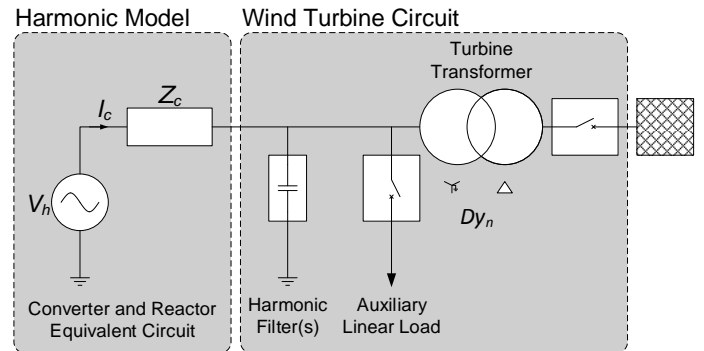 Harmonic Model
Wind Turbine Circuit
Turbine
Transformer
Ic
Zc
Vh
Dyn
Converter and Reactor
Equivalent Circuit
Harmonic
Filter(s)
Auxiliary
Linear Load